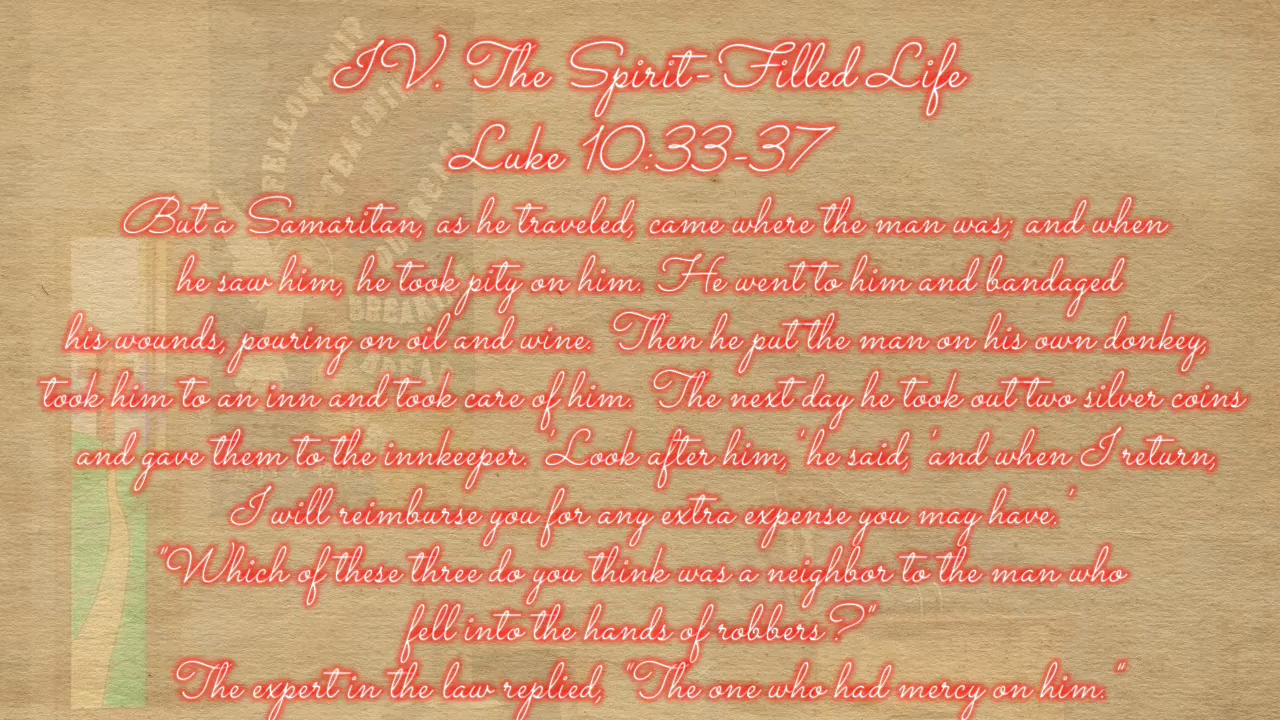 IV. The Spirit-Filled Life
Luke 10:33-37
But a Samaritan, as he traveled, came where the man was; and when
he saw him, he took pity on him. He went to him and bandaged
his wounds, pouring on oil and wine. Then he put the man on his own donkey,
took him to an inn and took care of him. The next day he took out two silver coins
and gave them to the innkeeper. 'Look after him,' he said, 'and when I return,
I will reimburse you for any extra expense you may have.'
"Which of these three do you think was a neighbor to the man who
fell into the hands of robbers?"
The expert in the law replied, "The one who had mercy on him."
FELLOWSHIP
TEACHING
OUR